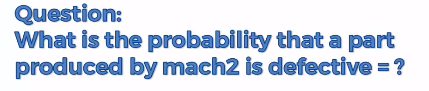 Question:
What is the probability that a part
produced by mach2 is defective = ?